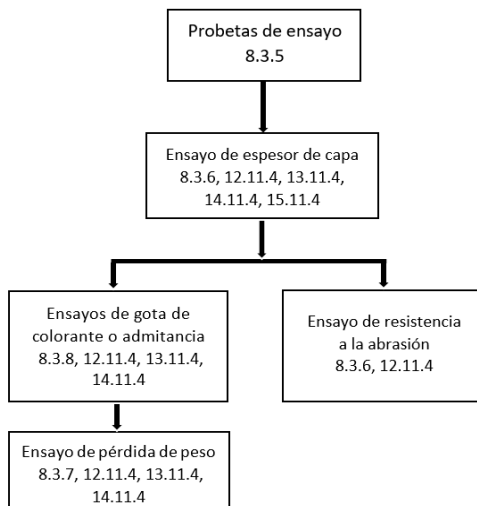 Probetas de ensayo
8.3.5
Ensayo de espesor de capa
8.3.6, 12.11.4, 13.11.4,
14.11.4, 15.11.4
Ensayos de gota de
colorante o admitancia
8.3.8, 12.11.4, 13.11.4,
14.11.4
Ensayo de resistencia
a la abrasión
8.3.6, 12.11.4
Ensayo de pérdida de peso
8.3.7, 12.11.4, 13.11.4,
14.11.4